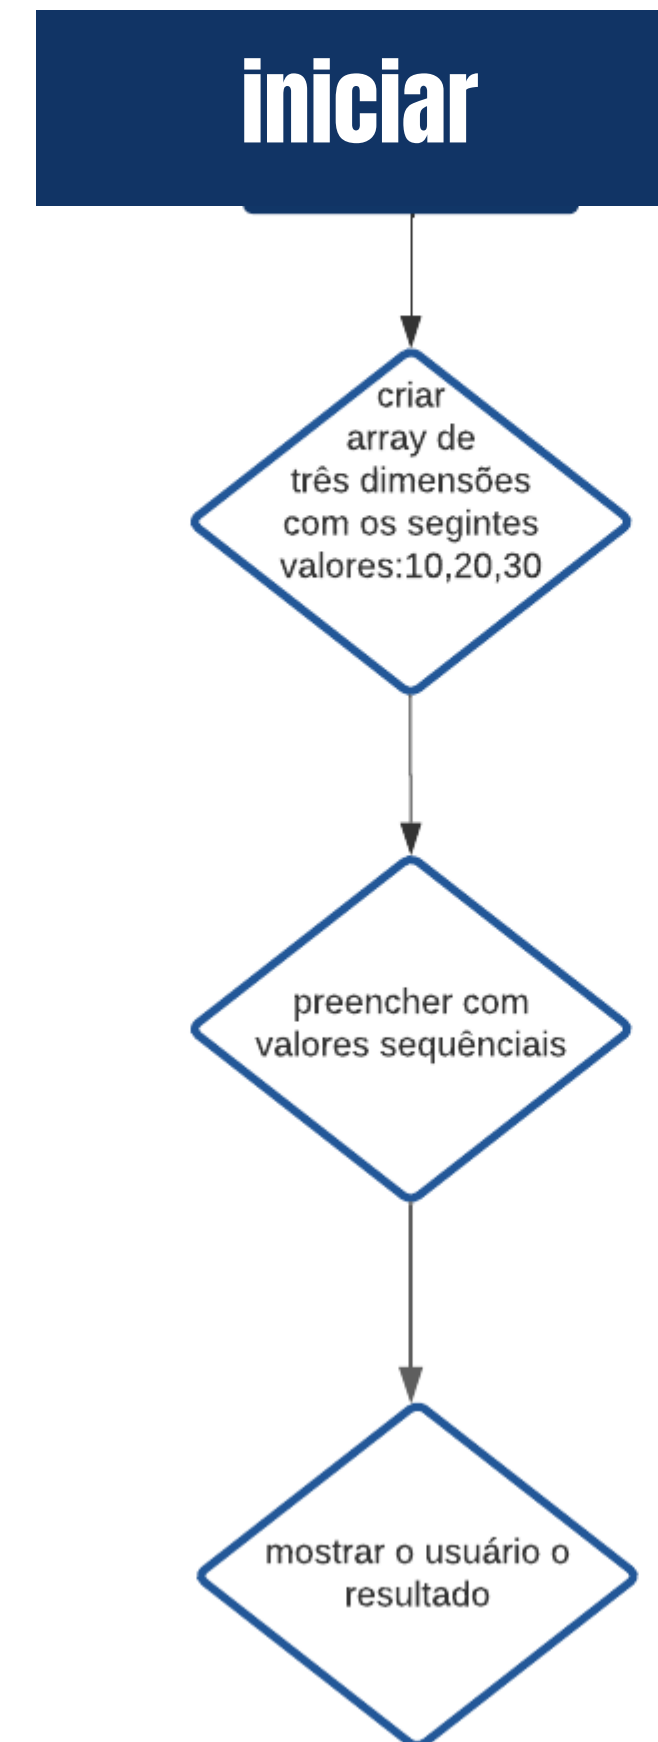 iniciar
criar
array de
três dimensões
com os segintes
valores:10,20,30
preencher com
valores sequênciais
mostrar o usuário o
resultado